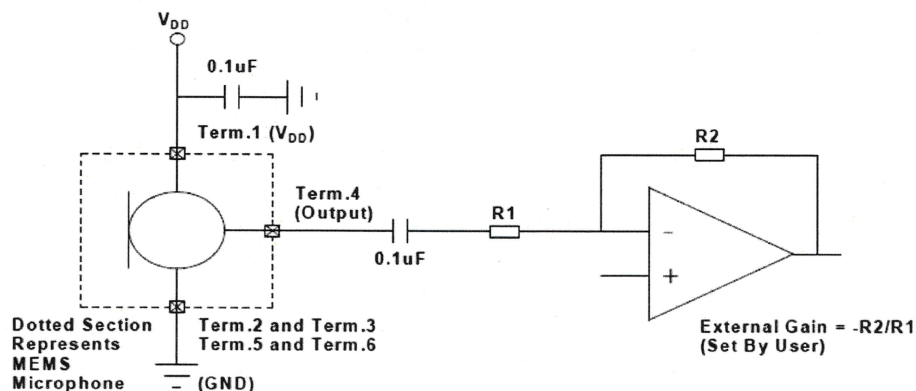 VDD
0.1uF
Term.1 (VDD)
R2
Term.4
(Output)
R1
0.1uF
-
+
Dotted Section
Represents
MEMS
Microphone
Term.2 and Term.3
Term.5 and Term.6
(GND)
External Gain = -R2/R1
(Set By User)